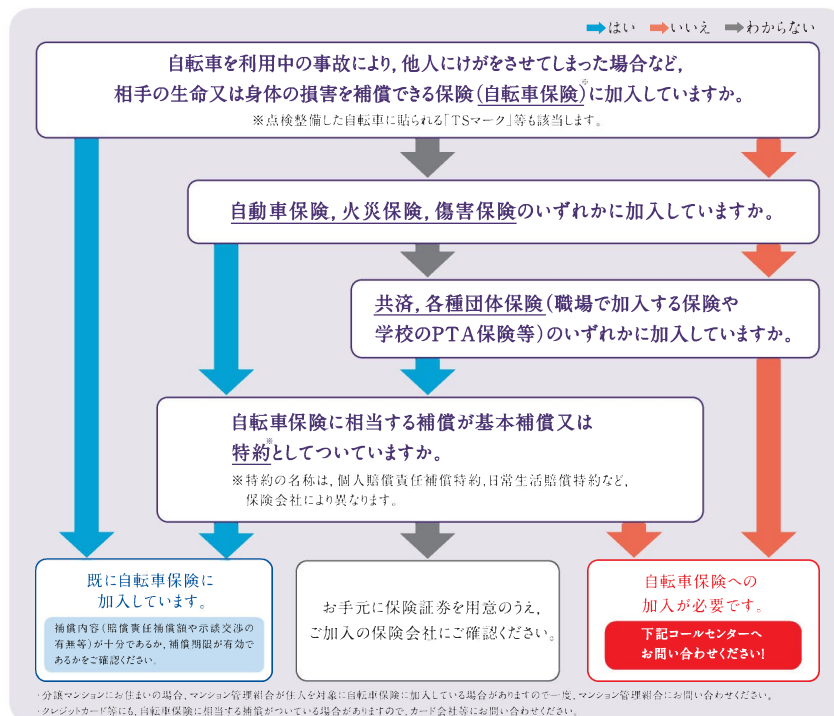 はい いいえ わからない
自転車を利用中の事故により，他人にけがをさせてしまった場合など，
相手の生命又は身体の損害を補償できる保険（自転車保険）※に加入していますか。
※点検整備した自転車に貼られる「TSマーク」等も該当します。
自動車保険，火災保険，傷害保険のいずれかに加入していますか。
共済，各種団体保険（職場で加入する保険や
学校のPTA保険等）のいずれかに加入していますか。
自転車保険に相当する補償が基本補償又は
特約※としてついていますか。
※特約の名称は，個人賠償責任補償特約，日常生活賠償特約など，
保険会社により異なります。
既に自転車保険に
加入しています。
補償内容（賠償責任補償額や示談交渉の
有無等）が十分であるか，補償期限が有効で
あるかをご確認ください。
お手元に保険証券を用意のうえ，
ご加入の保険会社にご確認ください。
自転車保険への
加入が必要です。
下記コールセンターへ
お問い合わせください！
・分譲マンションにお住まいの場合，マンション管理組合が住人を対象に自転車保険に加入している場合がありますので一度，マンション管理組合にお問い合わせください。
・クレジットカード等にも，自転車保険に相当する補償がついている場合がありますので，カード会社等にお問い合わせください。